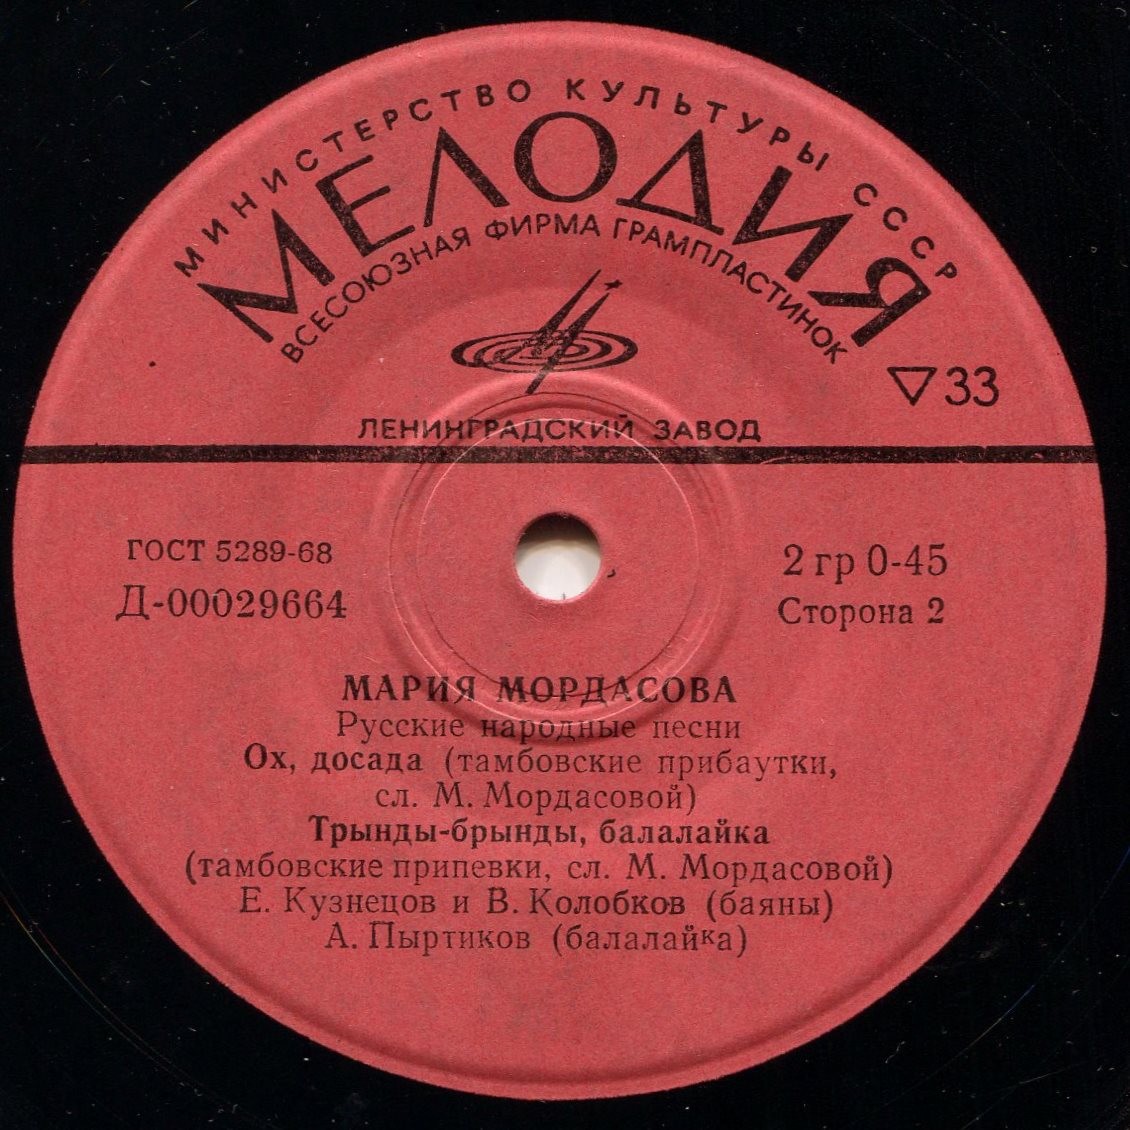 МИНИСТЕРСТВО КУЛЬТУРЫ СССР
МЕЛОДИЯ
ВСЕСОЮЗНАЯ ФИРМА ГРАМПЛАСТИНОК
▽33
ЛЕНИНГРАДСКИЙ ЗАВОД
ГОСТ 5289-68
2 гр 0-45
Д-00029664
Сторона 2
МАРИЯ МОРДАСОВА
Русские народные песни
Ох, досада (тамбовские прибаутки,
сл. М. Мордасовой)
Трынды-брынды, балалайка
(тамбовские припевки, сл. М. Мордасовой)
Е. Кузнецов и В. Колобков (баяны)
А. Пыртиков (балалайка)